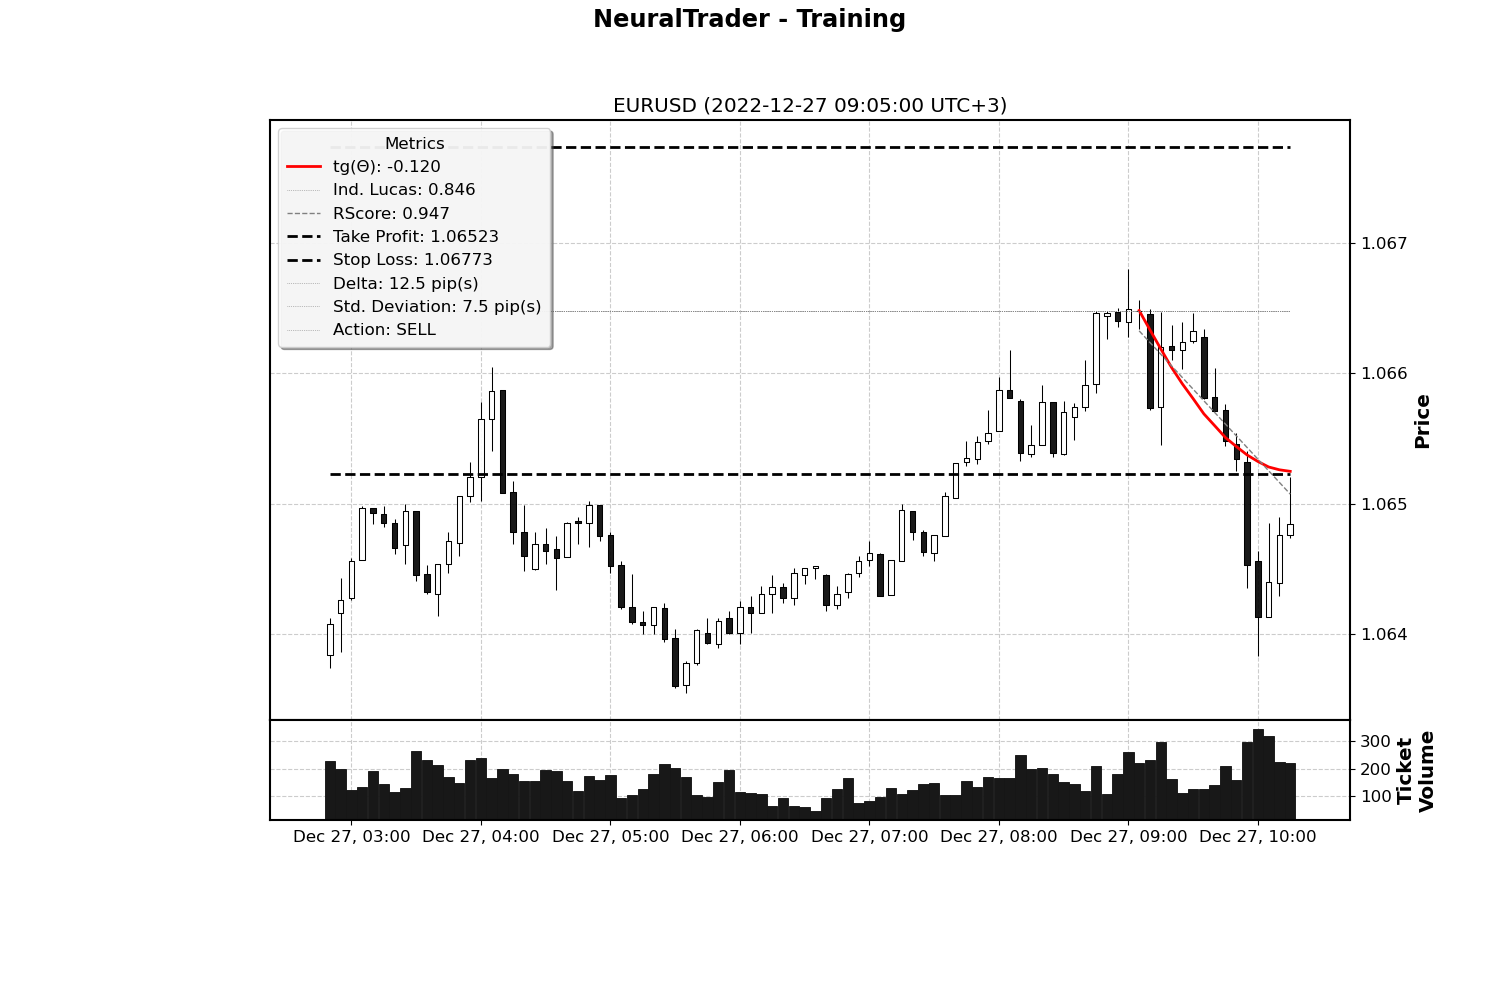 NeuralTrader - Training
EURUSD (2022-12-27 09:05:00 UTC+3)
Metrics
tg(Θ): -0.120
Ind. Lucas: 0.846
RScore: 0.947
Take Profit: 1.06523
Stop Loss: 1.06773
Delta: 12.5 pip(s)
Std. Deviation: 7.5 pip(s)
Action: SELL
1.067
1.066
1.065
1.064
Price
300
200
100
Ticket
Volume
Dec 27, 03:00 Dec 27, 04:00 Dec 27, 05:00 Dec 27, 06:00 Dec 27, 07:00 Dec 27, 08:00 Dec 27, 09:00 Dec 27, 10:00